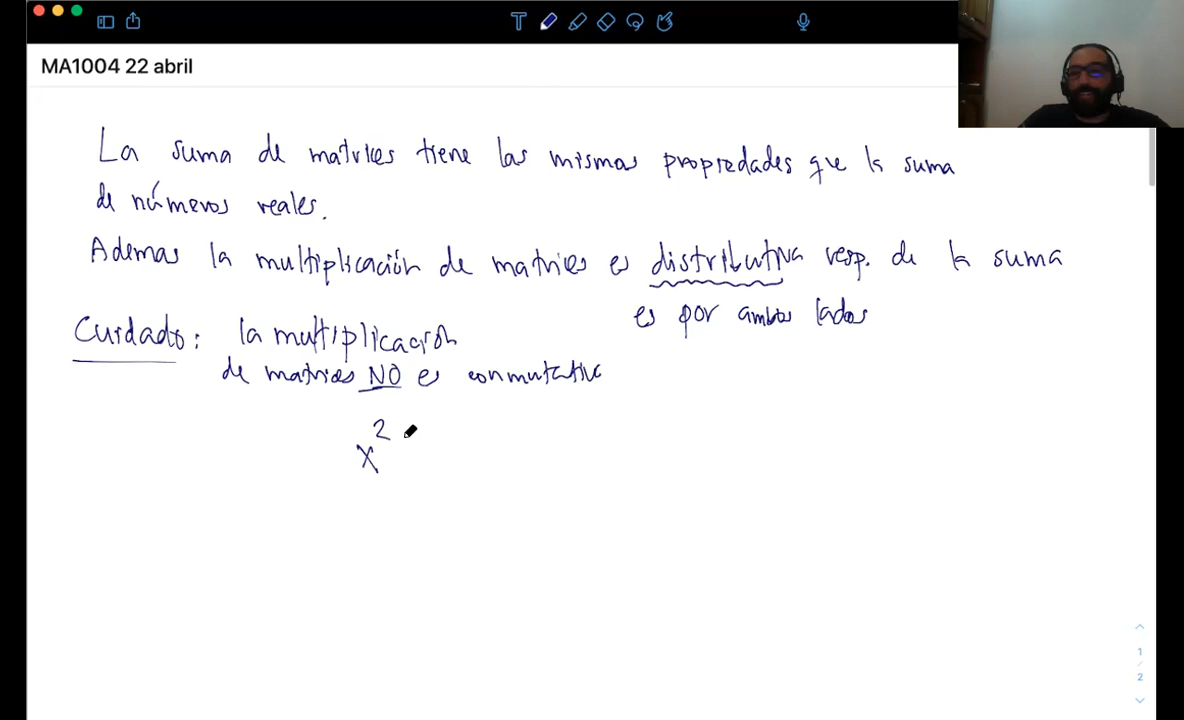 MA1004 22 abril
La suma de matrices tiene las mismas propiedades que la suma
de números reales.
Ademas la multiplicación de matrices es distributiva resp. de la suma
es por ambos lados
Cuidado: la multiplicación
de matrices NO es conmutativa
x²
1
2